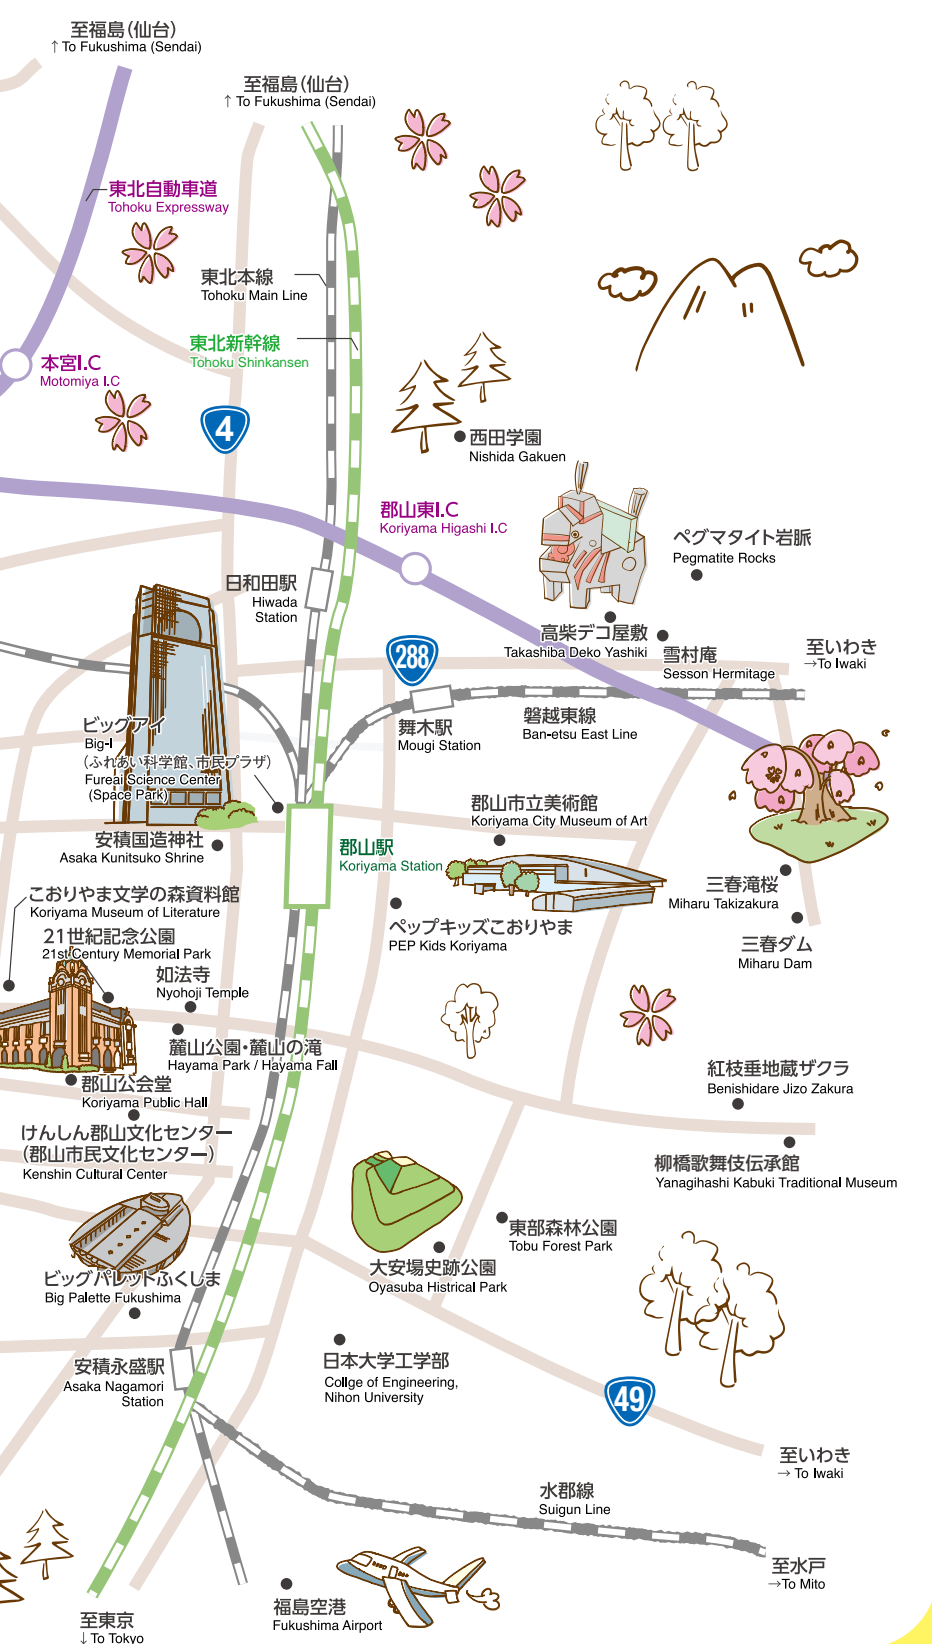 至福島(仙台)
↑ To Fukushima (Sendai)
至福島(仙台)
↑ To Fukushima (Sendai)
東北自動車道
Tohoku Expressway
東北本線
Tohoku Main Line
東北新幹線
Tohoku Shinkansen
本宮I.C
Motomiya I.C
4
西田学園
Nishida Gakuen
郡山東I.C
Koriyama Higashi I.C
ペグマタイト岩脈
Pegmatite Rocks
日和田駅
Hiwada
Station
高柴デコ屋敷
Takashiba Deko Yashiki
雪村庵
Sesson Hermitage
至いわき
→To Iwaki
288
舞木駅
Mougi Station
磐越東線
Ban-etsu East Line
ビッグアイ
Big-I
(ふれあい科学館、市民プラザ)
Fureai Science Center
(Space Park)
郡山市立美術館
Koriyama City Museum of Art
安積国造神社
Asaka Kunitsuko Shrine
郡山駅
Koriyama Station
三春滝桜
Miharu Takizakura
こおりやま文学の森資料館
Koriyama Museum of Literature
ペップキッズこおりやま
PEP Kids Koriyama
21世紀記念公園
21st Century Memorial Park
三春ダム
Miharu Dam
如法寺
Nyohoji Temple
麓山公園・麓山の滝
Hayama Park / Hayama Fall
紅枝垂地蔵ザクラ
Benishidare Jizo Zakura
郡山公会堂
Koriyama Public Hall
けんしん郡山文化センター
(郡山市民文化センター)
Kenshin Cultural Center
柳橋歌舞伎伝承館
Yanagihashi Kabuki Traditional Museum
東部森林公園
Tobu Forest Park
大安場史跡公園
Oyasuba Histrical Park
ビッグパレットふくしま
Big Palette Fukushima
安積永盛駅
Asaka Nagamori
Station
日本大学工学部
Collge of Engineering,
Nihon University
49
至いわき
→ To Iwaki
水郡線
Suigun Line
至水戸
→To Mito
福島空港
Fukushima Airport
至東京
↓ To Tokyo